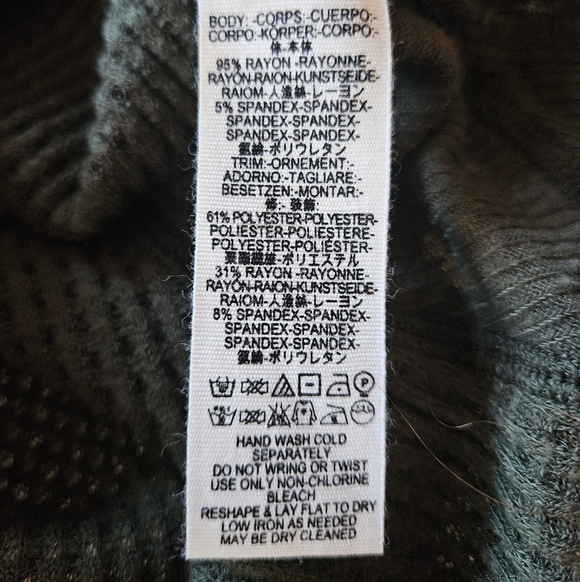 BODY: -CORPS-CUERPO:-
CORPO-KÖRPER-CORPO:-
体-本体
95% RAYON -RAYONNE-
RAYÓN-RAION-KUNSTSEIDE-
RAIOM-人造絲-レーヨン
5% SPANDEX-SPANDEX-
SPANDEX-SPANDEX-
SPANDEX-SPANDEX-
氨綸-ポリウレタン
TRIM:-ORNEMENT:-
ADORNO:-TAGLIARE:-
BESETZEN:-MONTAR:-
修:- 装飾:
61% POLYESTER-POLYESTER-
POLIESTER-POLIESTERE-
POLYESTER-POLIÉSTER-
聚酯纖維-ポリエステル
31% RAYON -RAYONNE-
RAYÓN-RAION-KUNSTSEIDE-
RAIOM-人造絲-レーヨン
8% SPANDEX-SPANDEX-
SPANDEX-SPANDEX-
SPANDEX-SPANDEX-
氨綸-ポリウレタン
HAND WASH COLD
SEPARATELY
DO NOT WRING OR TWIST
USE ONLY NON-CHLORINE
BLEACH
RESHAPE & LAY FLAT TO DRY
LOW IRON AS NEEDED
MAY BE DRY CLEANED